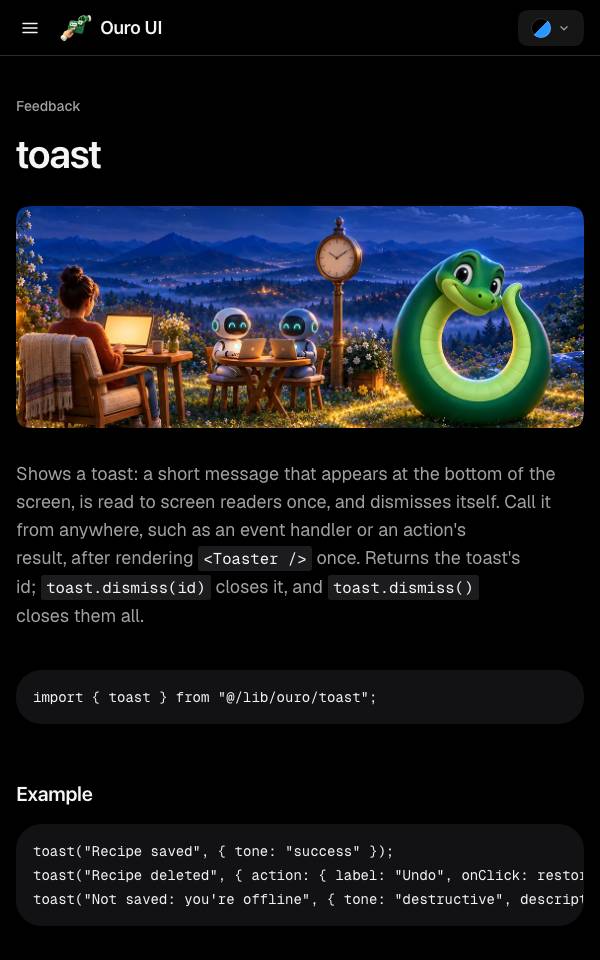 Ouro UI
Feedback
toast
Shows a toast: a short message that appears at the bottom of the
screen, is read to screen readers once, and dismisses itself. Call it
from anywhere, such as an event handler or an action's
result, after rendering <Toaster /> once. Returns the toast's
id; toast.dismiss(id) closes it, and toast.dismiss()
closes them all.
import { toast } from "@/lib/ouro/toast";
Example
toast("Recipe saved", { tone: "success" });
toast("Recipe deleted", { action: { label: "Undo", onClick: restor
toast("Not saved: you're offline", { tone: "destructive", descript